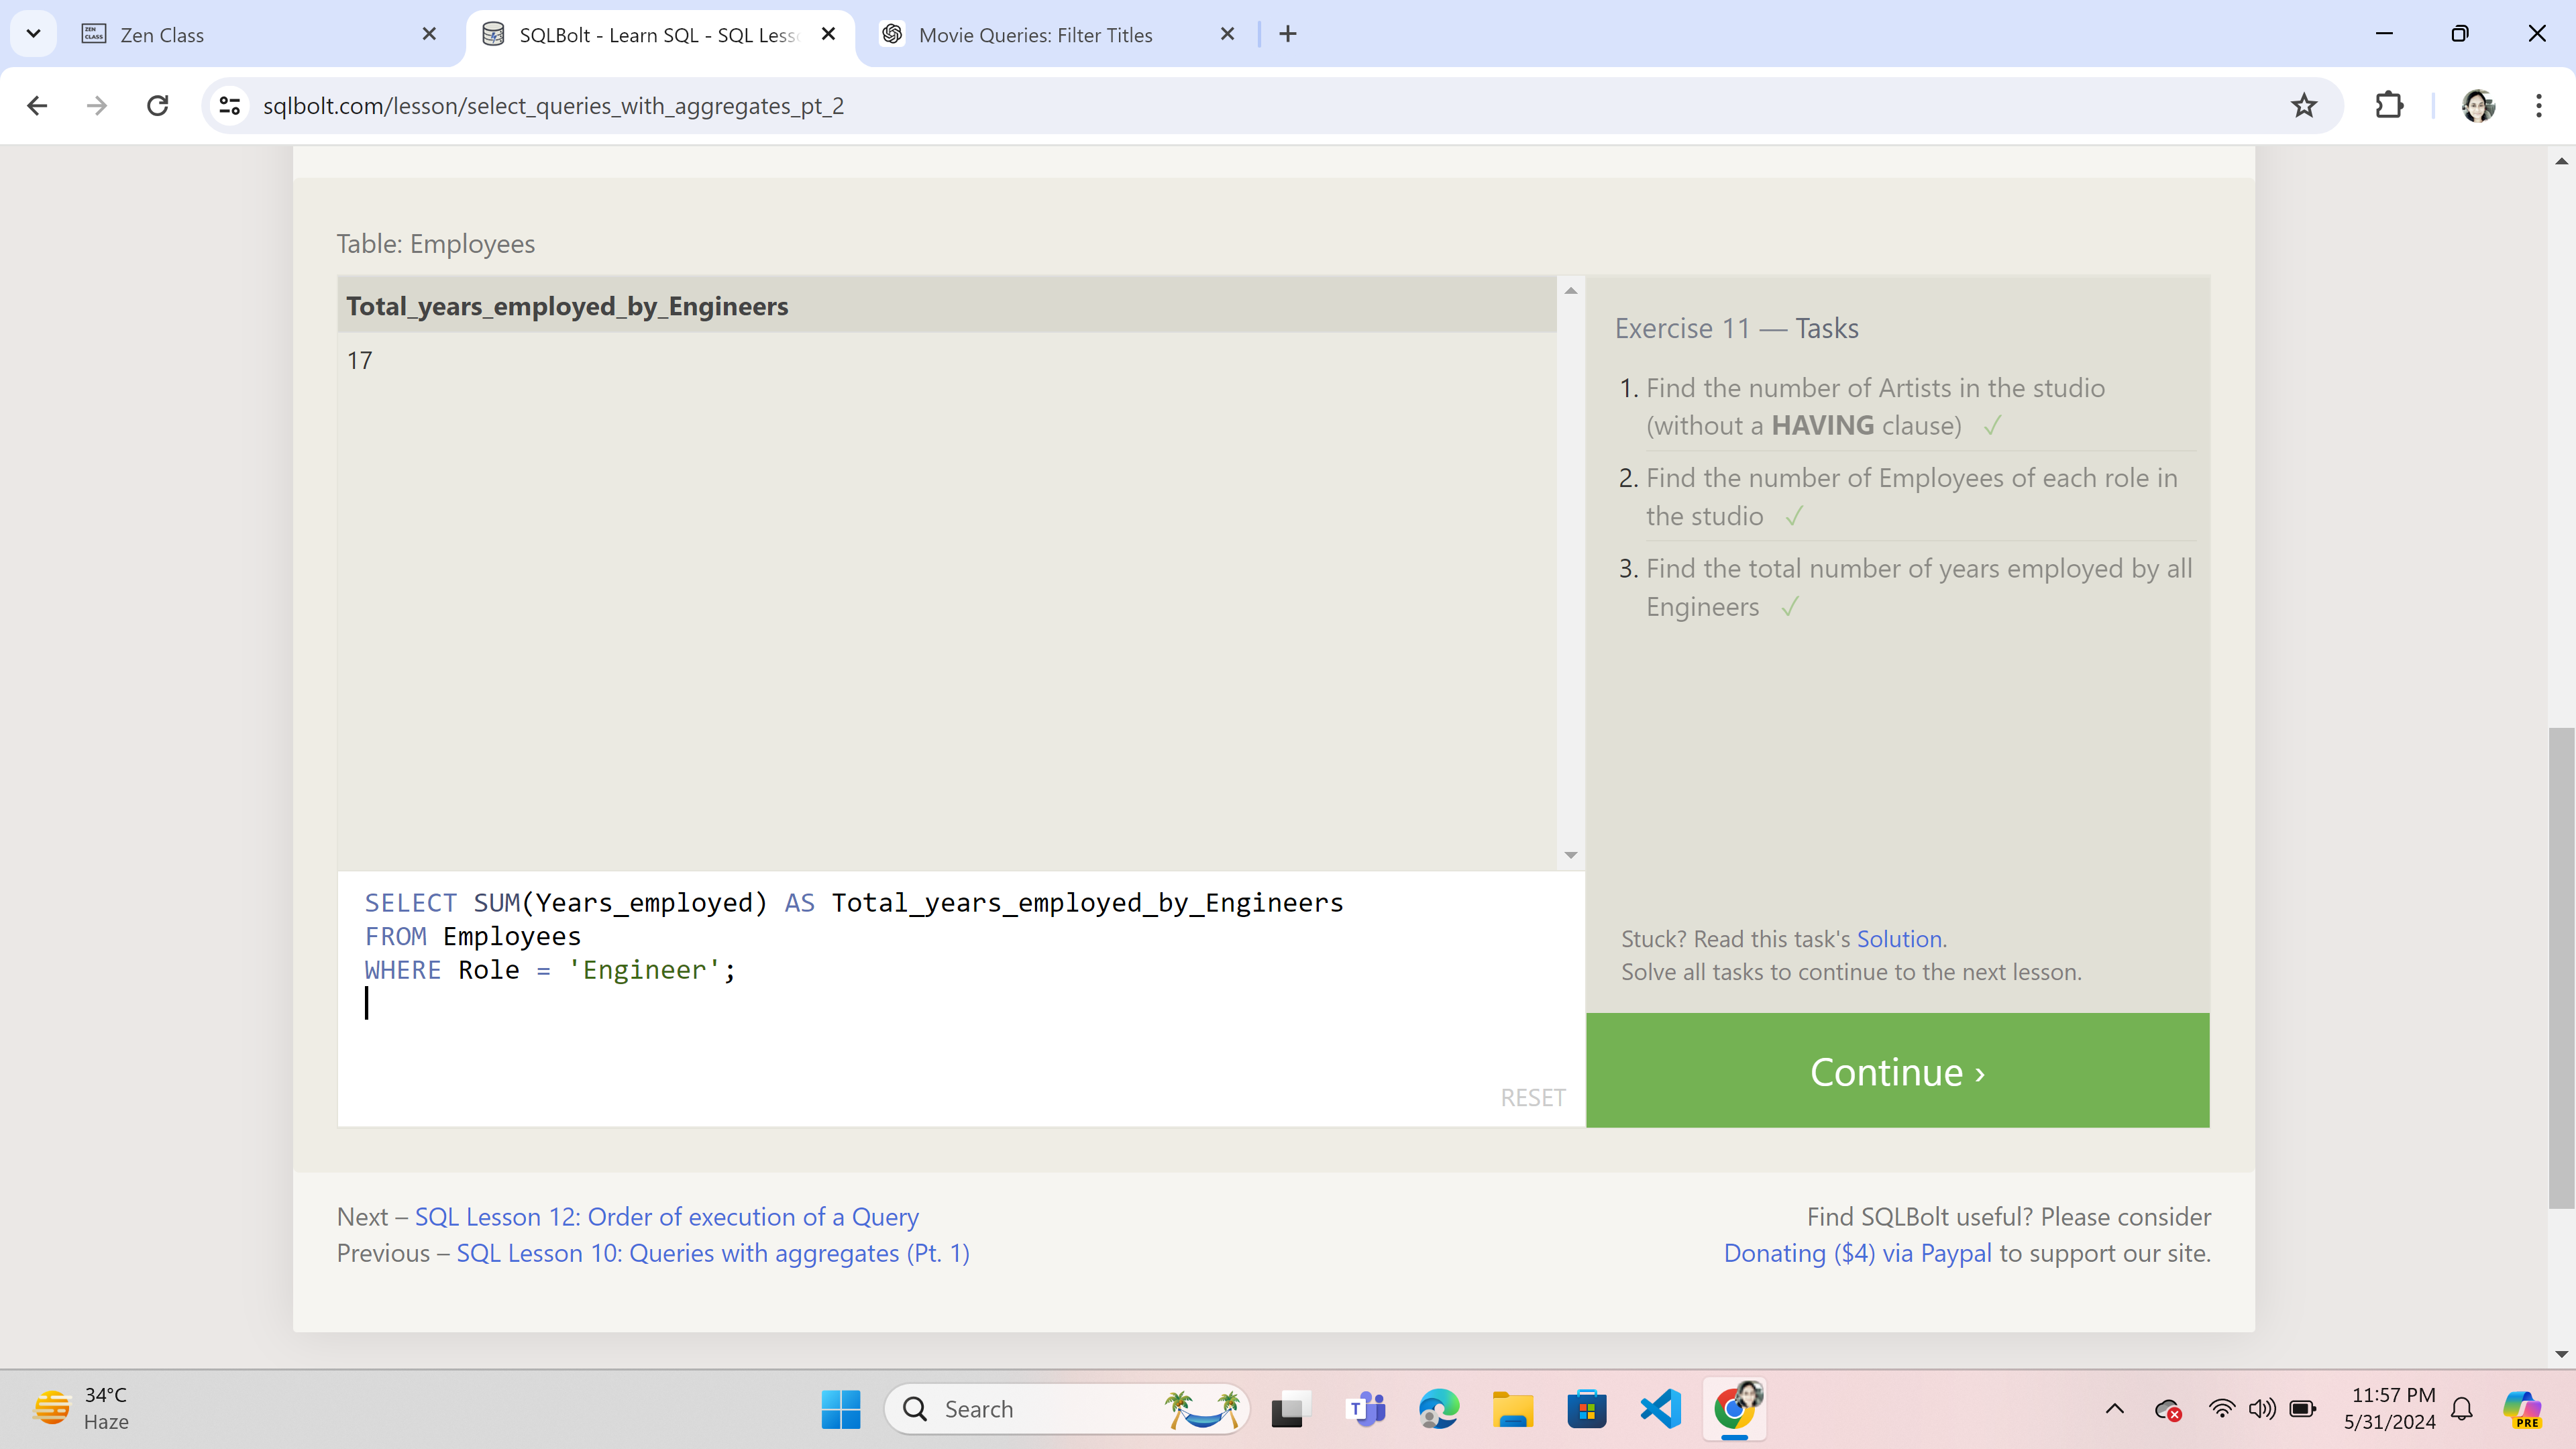 Zen Class
SQLBolt - Learn SQL - SQL Less
Movie Queries: Filter Titles
sqlbolt.com/lesson/select_queries_with_aggregates_pt_2
Table: Employees
Total_years_employed_by_Engineers
17
Exercise 11 — Tasks
1. Find the number of Artists in the studio
(without a HAVING clause) ✓
2. Find the number of Employees of each role in
the studio ✓
3. Find the total number of years employed by all
Engineers ✓
SELECT SUM(Years_employed) AS Total_years_employed_by_Engineers
FROM Employees
WHERE Role = 'Engineer';
RESET
Stuck? Read this task's Solution.
Solve all tasks to continue to the next lesson.
Continue ›
Next – SQL Lesson 12: Order of execution of a Query
Previous – SQL Lesson 10: Queries with aggregates (Pt. 1)
Find SQLBolt useful? Please consider
Donating ($4) via Paypal to support our site.
34°C
Haze
Search
11:57 PM
5/31/2024
PRE